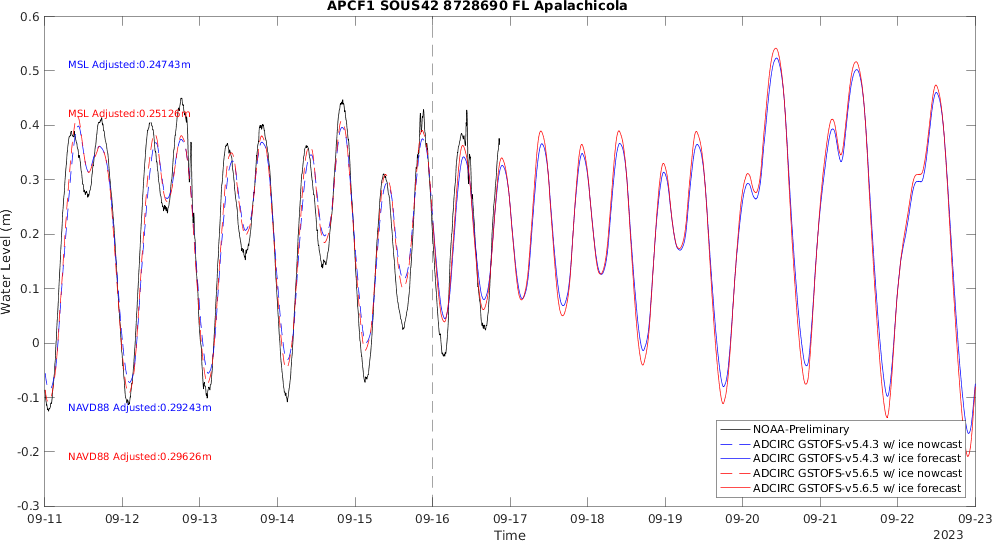 APCF1 SOUS42 8728690 FL Apalachicola
0.6
0.5
0.4
0.3
0.2
0.1
0
-0.1
-0.2
-0.3
Water Level (m)
MSL Adjusted:0.24743m
MSL Adjusted:0.25126m
NAVD88 Adjusted:0.29243m
NAVD88 Adjusted:0.29626m
NOAA-Preliminary
ADCIRC GSTOFS-v5.4.3 w/ ice nowcast
ADCIRC GSTOFS-v5.4.3 w/ ice forecast
ADCIRC GSTOFS-v5.6.5 w/ ice nowcast
ADCIRC GSTOFS-v5.6.5 w/ ice forecast
09-11 09-12 09-13 09-14 09-15 09-16 09-17 09-18 09-19 09-20 09-21 09-22 09-23
Time
2023